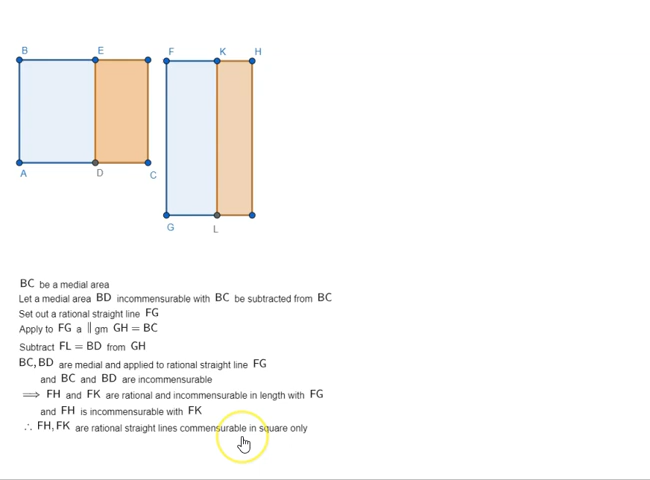 B E F K H
A D C
G L
BC be a medial area
Let a medial area BD incommensurable with BC be subtracted from BC
Set out a rational straight line FG
Apply to FG a ∥ gm GH = BC
Subtract FL = BD from GH
BC, BD are medial and applied to rational straight line FG
and BC and BD are incommensurable
⟹ FH and FK are rational and incommensurable in length with FG
and FH is incommensurable with FK
∴ FH, FK are rational straight lines commensurable in square only